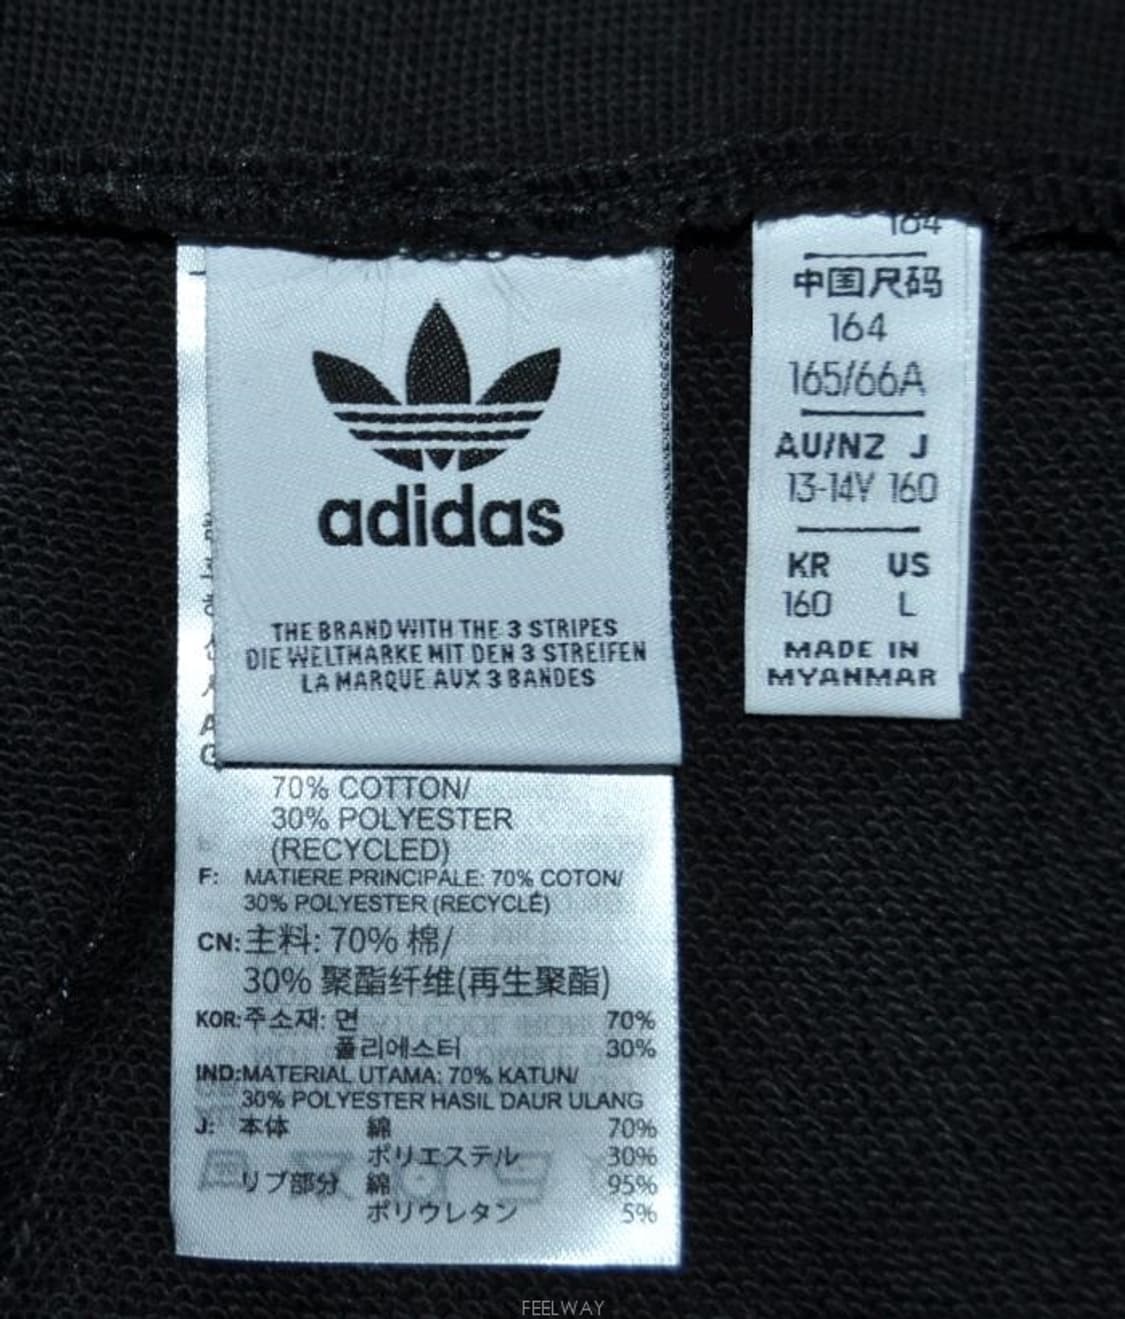 adidas
THE BRAND WITH THE 3 STRIPES
DIE WELTMARKE MIT DEN 3 STREIFEN
LA MARQUE AUX 3 BANDES
70% COTTON/
30% POLYESTER
(RECYCLED)
F: MATIERE PRINCIPALE: 70% COTON/
30% POLYESTER (RECYCLÉ)
CN: 主料: 70% 棉/
30% 聚酯纤维(再生聚酯)
KOR: 주소재: 면 70%
폴리에스터 30%
IND: MATERIAL UTAMA: 70% KATUN/
30% POLYESTER HASIL DAUR ULANG
J: 本体 綿 70%
ポリエステル 30%
リブ部分 綿 95%
ポリウレタン 5%
164
中国尺码
164
165/66A
AU/NZ J
13-14Y 160
KR US
160 L
MADE IN
MYANMAR
FEELWAY